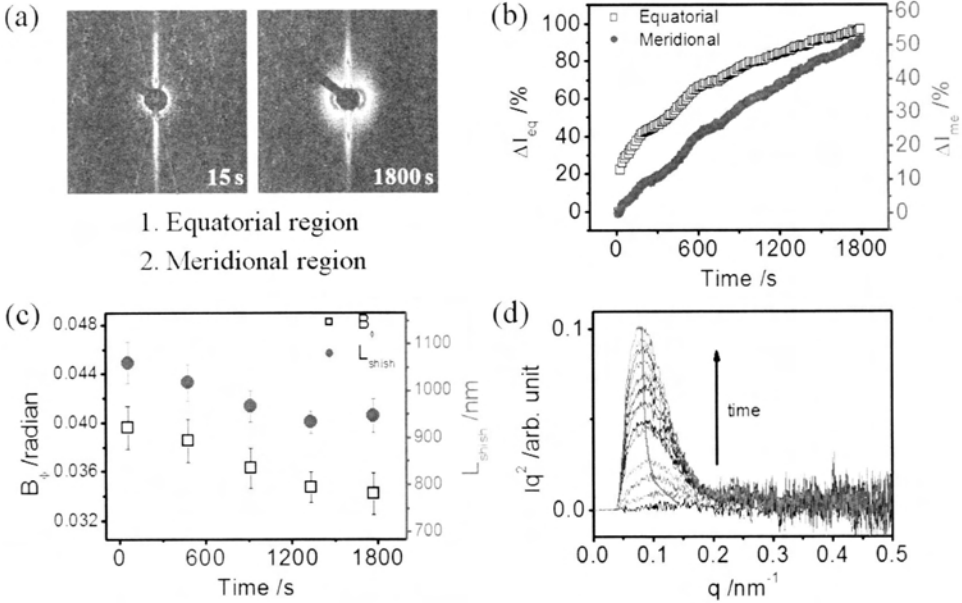 (a)
15 s
1800 s
1. Equatorial region
2. Meridional region
(b)
Equatorial
Meridional
ΔI_eq /%
100
80
60
40
20
0
ΔI_me /%
60
50
40
30
20
10
0
0 600 1200 1800
Time /s
(c)
B_ϕ
L_shish
B_ϕ /radian
0.048
0.044
0.040
0.036
0.032
L_shish /nm
1100
1000
900
800
700
0 600 1200 1800
Time /s
(d)
Iq² /arb. unit
0.1
0.0
time
0.0 0.1 0.2 0.3 0.4 0.5
q /nm⁻¹